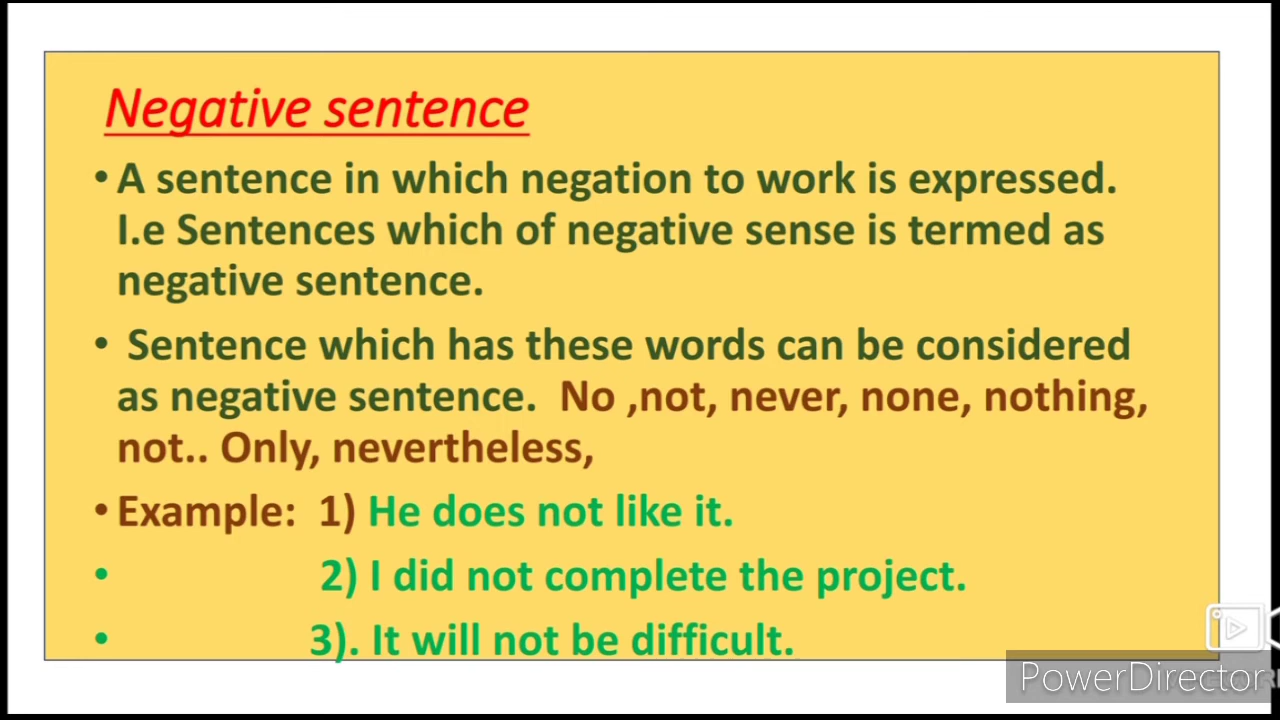 Negative sentence
• A sentence in which negation to work is expressed.
I.e Sentences which of negative sense is termed as
negative sentence.
• Sentence which has these words can be considered
as negative sentence. No ,not, never, none, nothing,
not.. Only, nevertheless,
• Example: 1) He does not like it.
• 2) I did not complete the project.
• 3). It will not be difficult.
PowerDirector